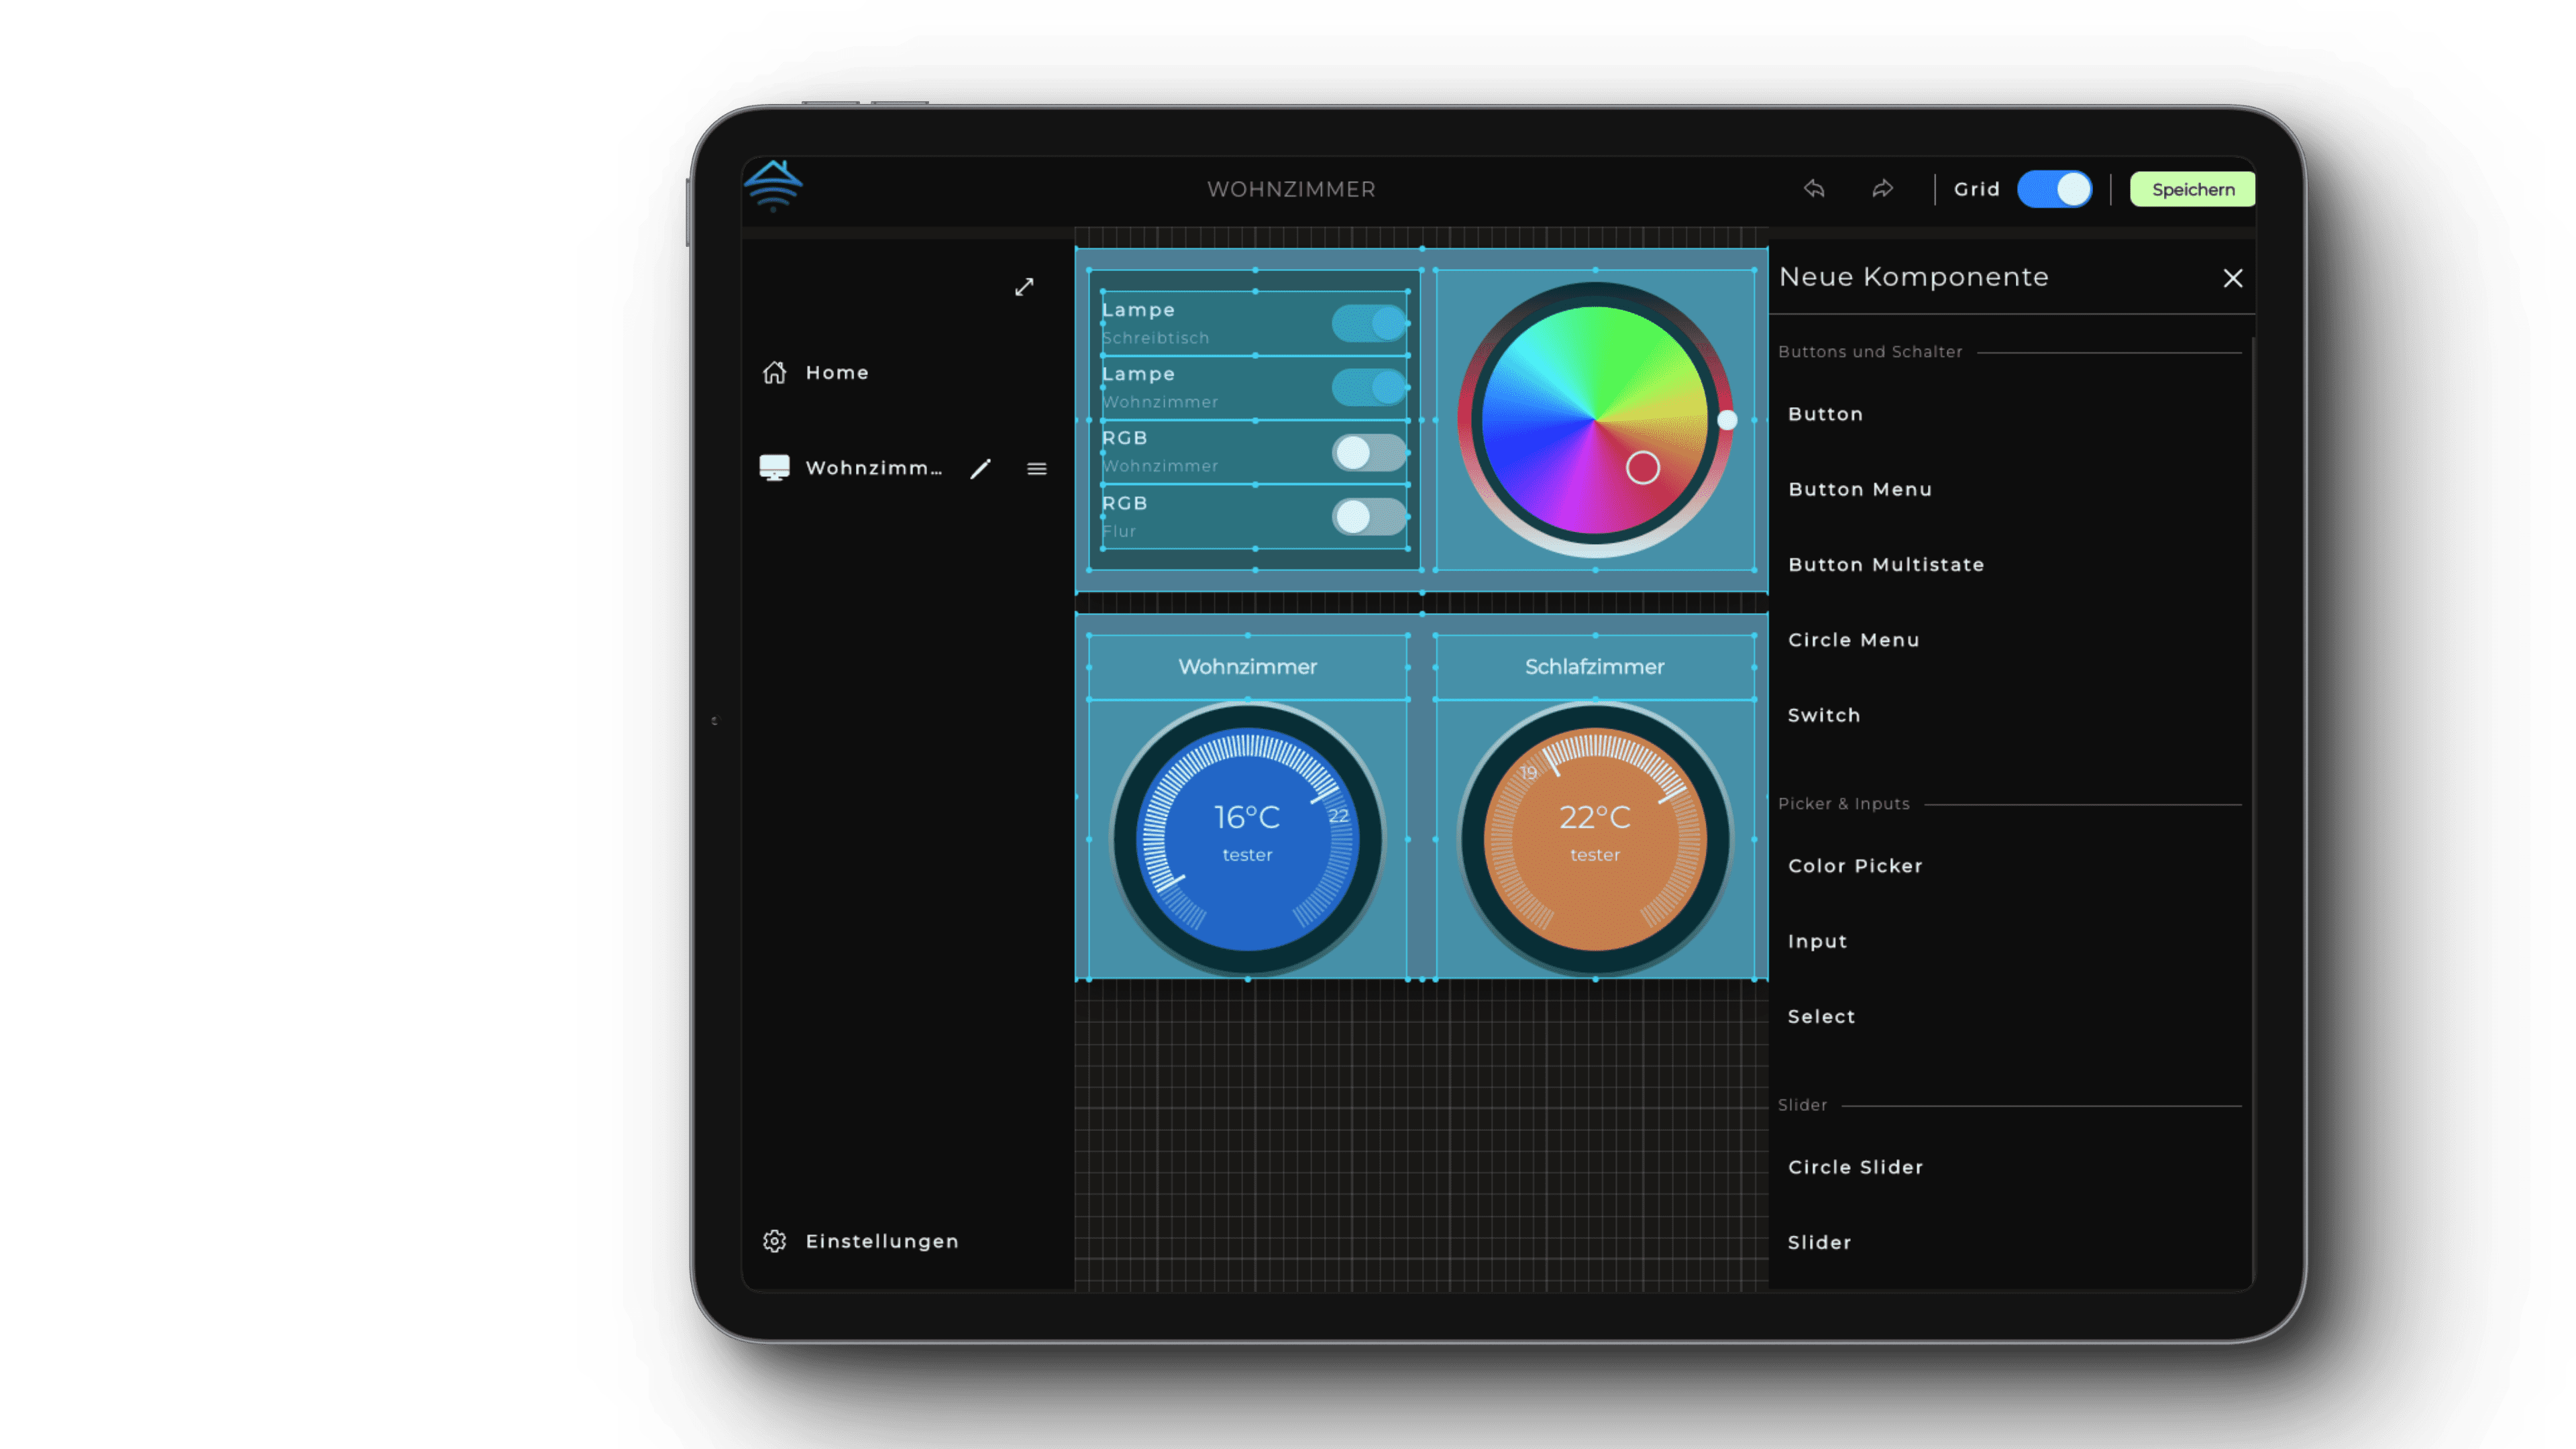 WOHNZIMMER
Grid
Speichern
Home
Wohnzimm...
Einstellungen
Lampe
Schreibtisch
Lampe
Wohnzimmer
RGB
Wohnzimmer
RGB
Flur
Wohnzimmer
22
16°C
tester
Schlafzimmer
19
22°C
tester
Neue Komponente
Buttons und Schalter
Button
Button Menu
Button Multistate
Circle Menu
Switch
Picker & Inputs
Color Picker
Input
Select
Slider
Circle Slider
Slider